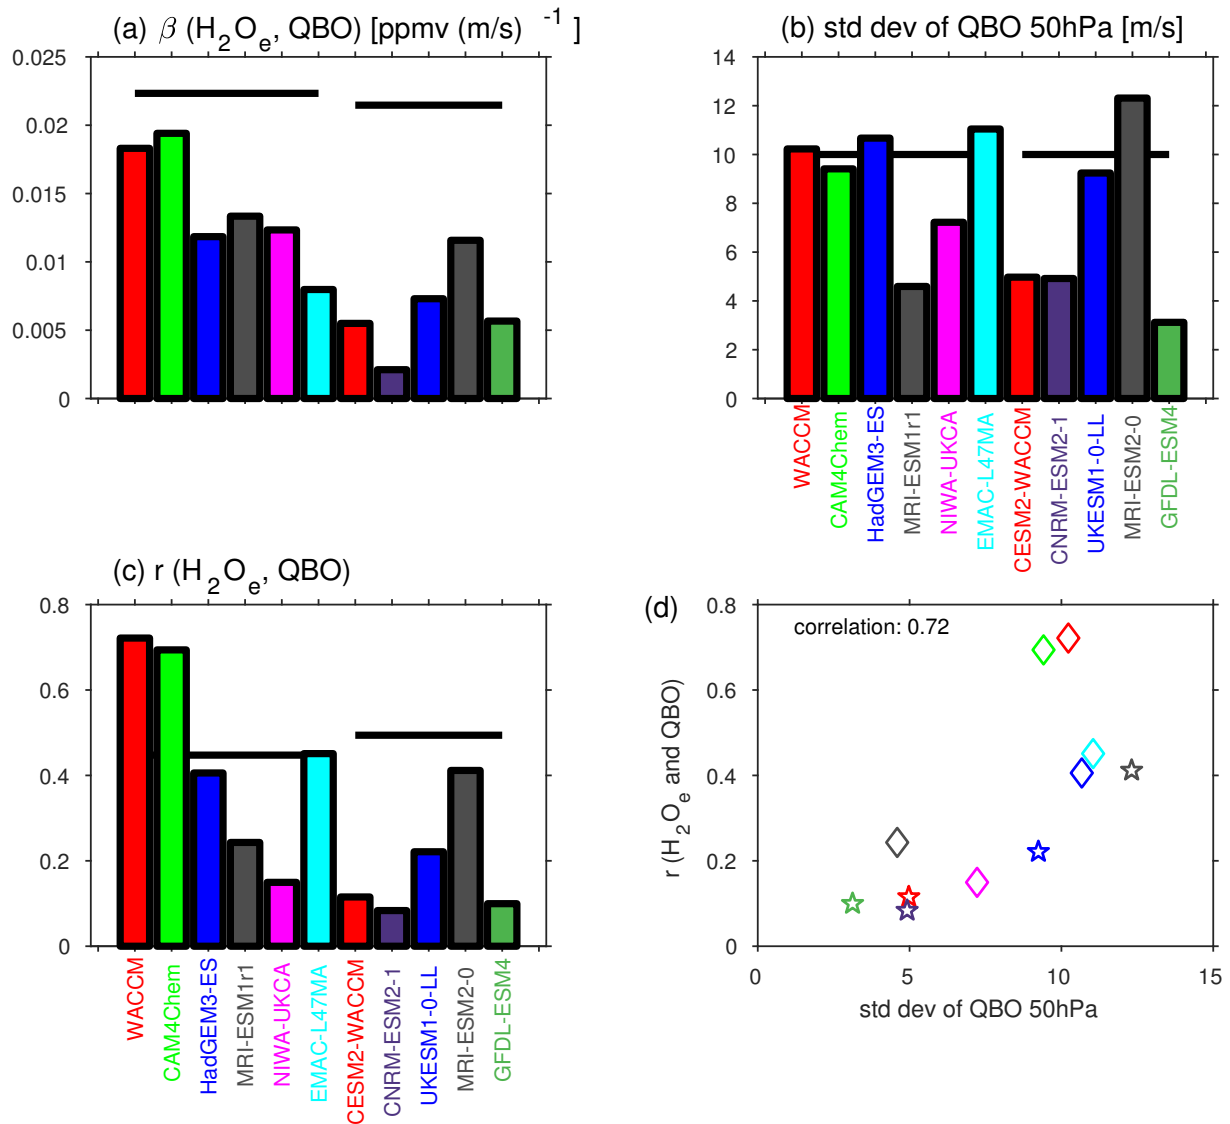 (a) β (H₂Oₑ, QBO) [ppmv (m/s) ⁻¹ ]
0.025
0.02
0.015
0.01
0.005
0
(b) std dev of QBO 50hPa [m/s]
14
12
10
8
6
4
2
0
WACCM
CAM4Chem
HadGEM3-ES
MRI-ESM1r1
NIWA-UKCA
EMAC-L47MA
CESM2-WACCM
CNRM-ESM2-1
UKESM1-0-LL
MRI-ESM2-0
GFDL-ESM4
(c) r (H₂Oₑ, QBO)
0.8
0.6
0.4
0.2
0
WACCM
CAM4Chem
HadGEM3-ES
MRI-ESM1r1
NIWA-UKCA
EMAC-L47MA
CESM2-WACCM
CNRM-ESM2-1
UKESM1-0-LL
MRI-ESM2-0
GFDL-ESM4
(d)
correlation: 0.72
r (H₂Oₑ and QBO)
0.8
0.6
0.4
0.2
0
0 5 10 15
std dev of QBO 50hPa